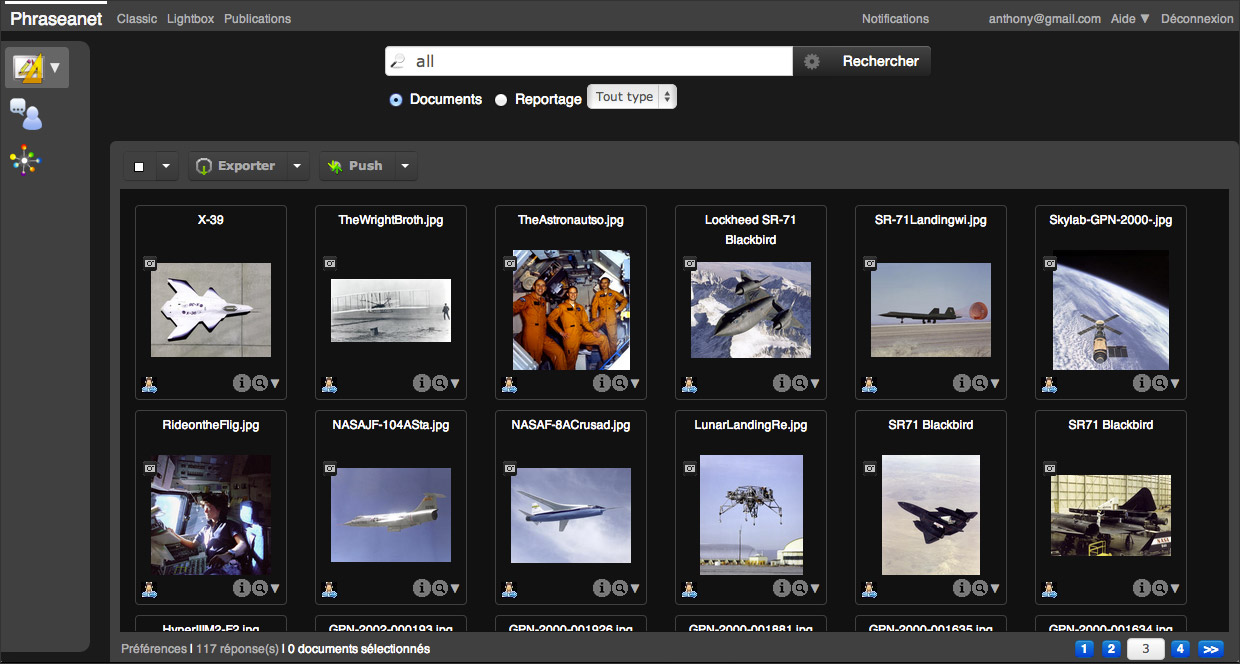 Phraseanet Classic Lightbox Publications Notifications anthony@gmail.com Aide ▼ Déconnexion
all Rechercher
Documents Reportage Tout type
Exporter Push
X-39 TheWrightBroth.jpg TheAstronautso.jpg Lockheed SR-71 SR-71Landingwi.jpg Skylab-GPN-2000-.jpg
Blackbird
RideontheFlig.jpg NASAJF-104ASta.jpg NASAF-8ACrusad.jpg LunarLandingRe.jpg SR71 Blackbird SR71 Blackbird
HyperIIIM2-F2.jpg GPN-2002-000193.jpg GPN-2000-001926.jpg GPN-2000-001881.jpg GPN-2000-001635.jpg GPN-2000-001634.jpg
Préférences | 117 réponse(s) | 0 documents sélectionnés 1 2 3 4 >>